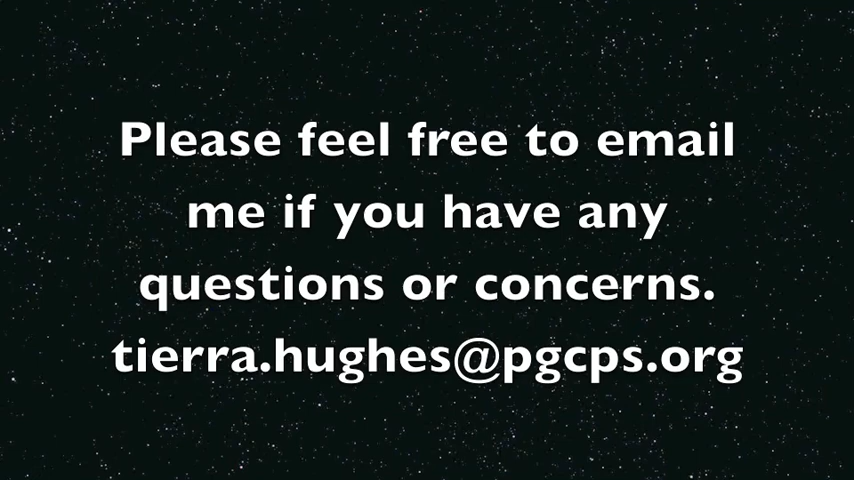 Please feel free to email
me if you have any
questions or concerns.
tierra.hughes@pgcps.org